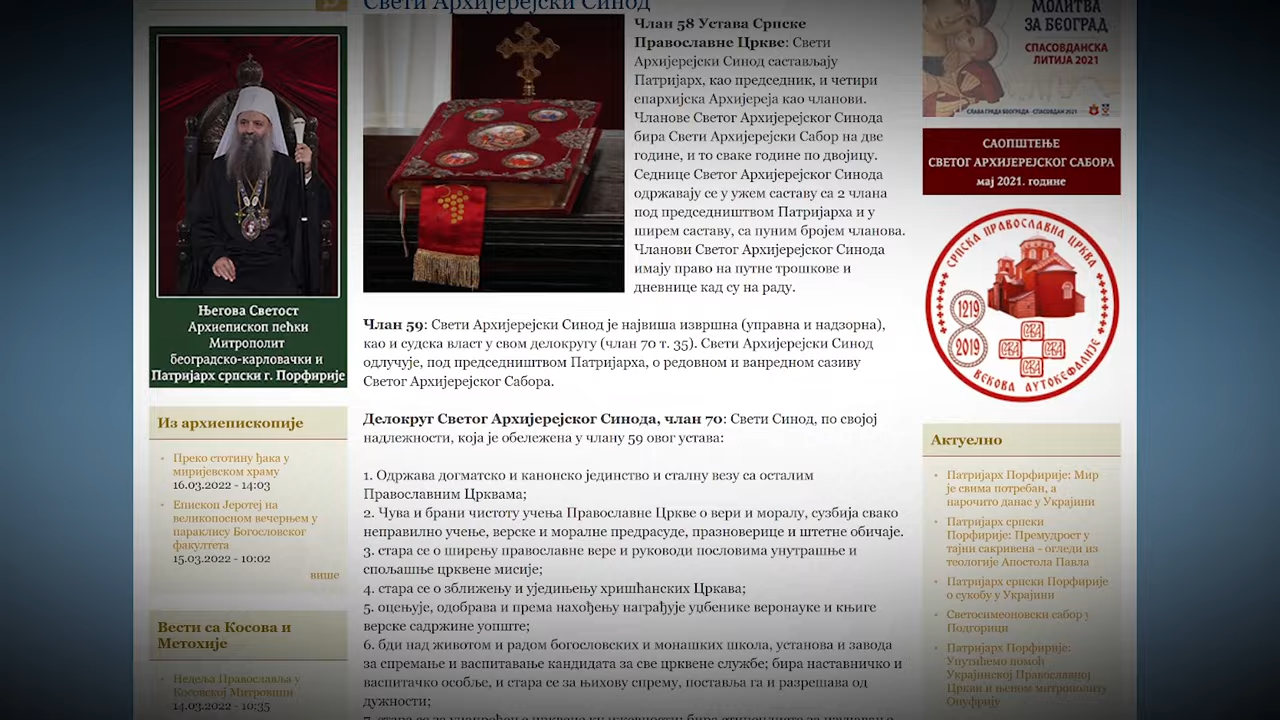 Свети Архијерејски Синод
Његова Светост
Архиепископ пећки
Митрополит
београдско-карловачки и
Патријарх српски г. Порфирије
Из архиепископије
Преко стотину ђака у
миријевском храму
16.03.2022 - 14:03
Епископ Јеротеј на
великопосном вечерњем у
параклису Богословског
факултета
15.03.2022 - 10:02
више
Вести са Косова и
Метохије
Недеља Православља у
Косовској Митровици
14.03.2022 - 10:35
Члан 58 Устава Српске
Православне Цркве: Свети
Архијерејски Синод састављају
Патријарх, као председник, и четири
епархијска Архијереја као чланови.
Чланове Светог Архијерејског Синода
бира Свети Архијерејски Сабор на две
године, и то сваке године по двојицу.
Седнице Светог Архијерејског Синода
одржавају се у ужем саставу са 2 члана
под председништвом Патријарха и у
ширем саставу, са пуним бројем чланова.
Чланови Светог Архијерејског Синода
имају право на путне трошкове и
дневнице кад су на раду.
Члан 59: Свети Архијерејски Синод је највиша извршна (управна и надзорна),
као и судска власт у свом делокругу (члан 70 т. 35). Свети Архијерејски Синод
одлучује, под председништвом Патријарха, о редовном и ванредном сазиву
Светог Архијерејског Сабора.
Делокруг Светог Архијерејског Синода, члан 70: Свети Синод, по својој
надлежности, која је обележена у члану 59 овог устава:
1. Одржава догматско и канонско јединство и сталну везу са осталим
Православним Црквама;
2. Чува и брани чистоту учења Православне Цркве о вери и моралу, сузбија свако
неправилно учење, верске и моралне предрасуде, празноверице и штетне обичаје.
3. стара се о ширењу православне вере и руководи пословима унутрашње и
спољашње црквене мисије;
4. стара се о зближењу и уједињењу хришћанских Цркава;
5. оцењује, одобрава и према нахођењу награђује уџбенике веронауке и књиге
верске садржине уопште;
6. бди над животом и радом богословских и монашких школа, установа и завода
за спремање и васпитавање кандидата за све црквене службе; бира наставничко и
васпитачко особље, и стара се за њихову спрему, поставља га и разрешава од
дужности;
МОЛИТВА
ЗА БЕОГРАД
СПАСОВДАНСКА
ЛИТИЈА 2021
СЛАВА ГРАДА БЕОГРАДА - СПАСОВДАН 2021
САОПШТЕЊЕ
СВЕТОГ АРХИЈЕРЕЈСКОГ САБОРА
мај 2021. године
СРПСКА ПРАВОСЛАВНА ЦРКВА
1219
2019
8 ВЕКОВА АУТОКЕФАЛИЈЕ
Актуелно
Патријарх Порфирије: Мир
је свима потребан, а
нарочито данас у Украјини
Патријарх српски
Порфирије: Премудрост у
тајни сакривена - огледи из
теологије Апостола Павла
Патријарх српски Порфирије
о сукобу у Украјини
Светосимеоновски сабор у
Подгорици
Патријарх Порфирије:
Упутићемо помоћ
Украјинској Православној
Цркви и њеном митрополиту
Онуфрију